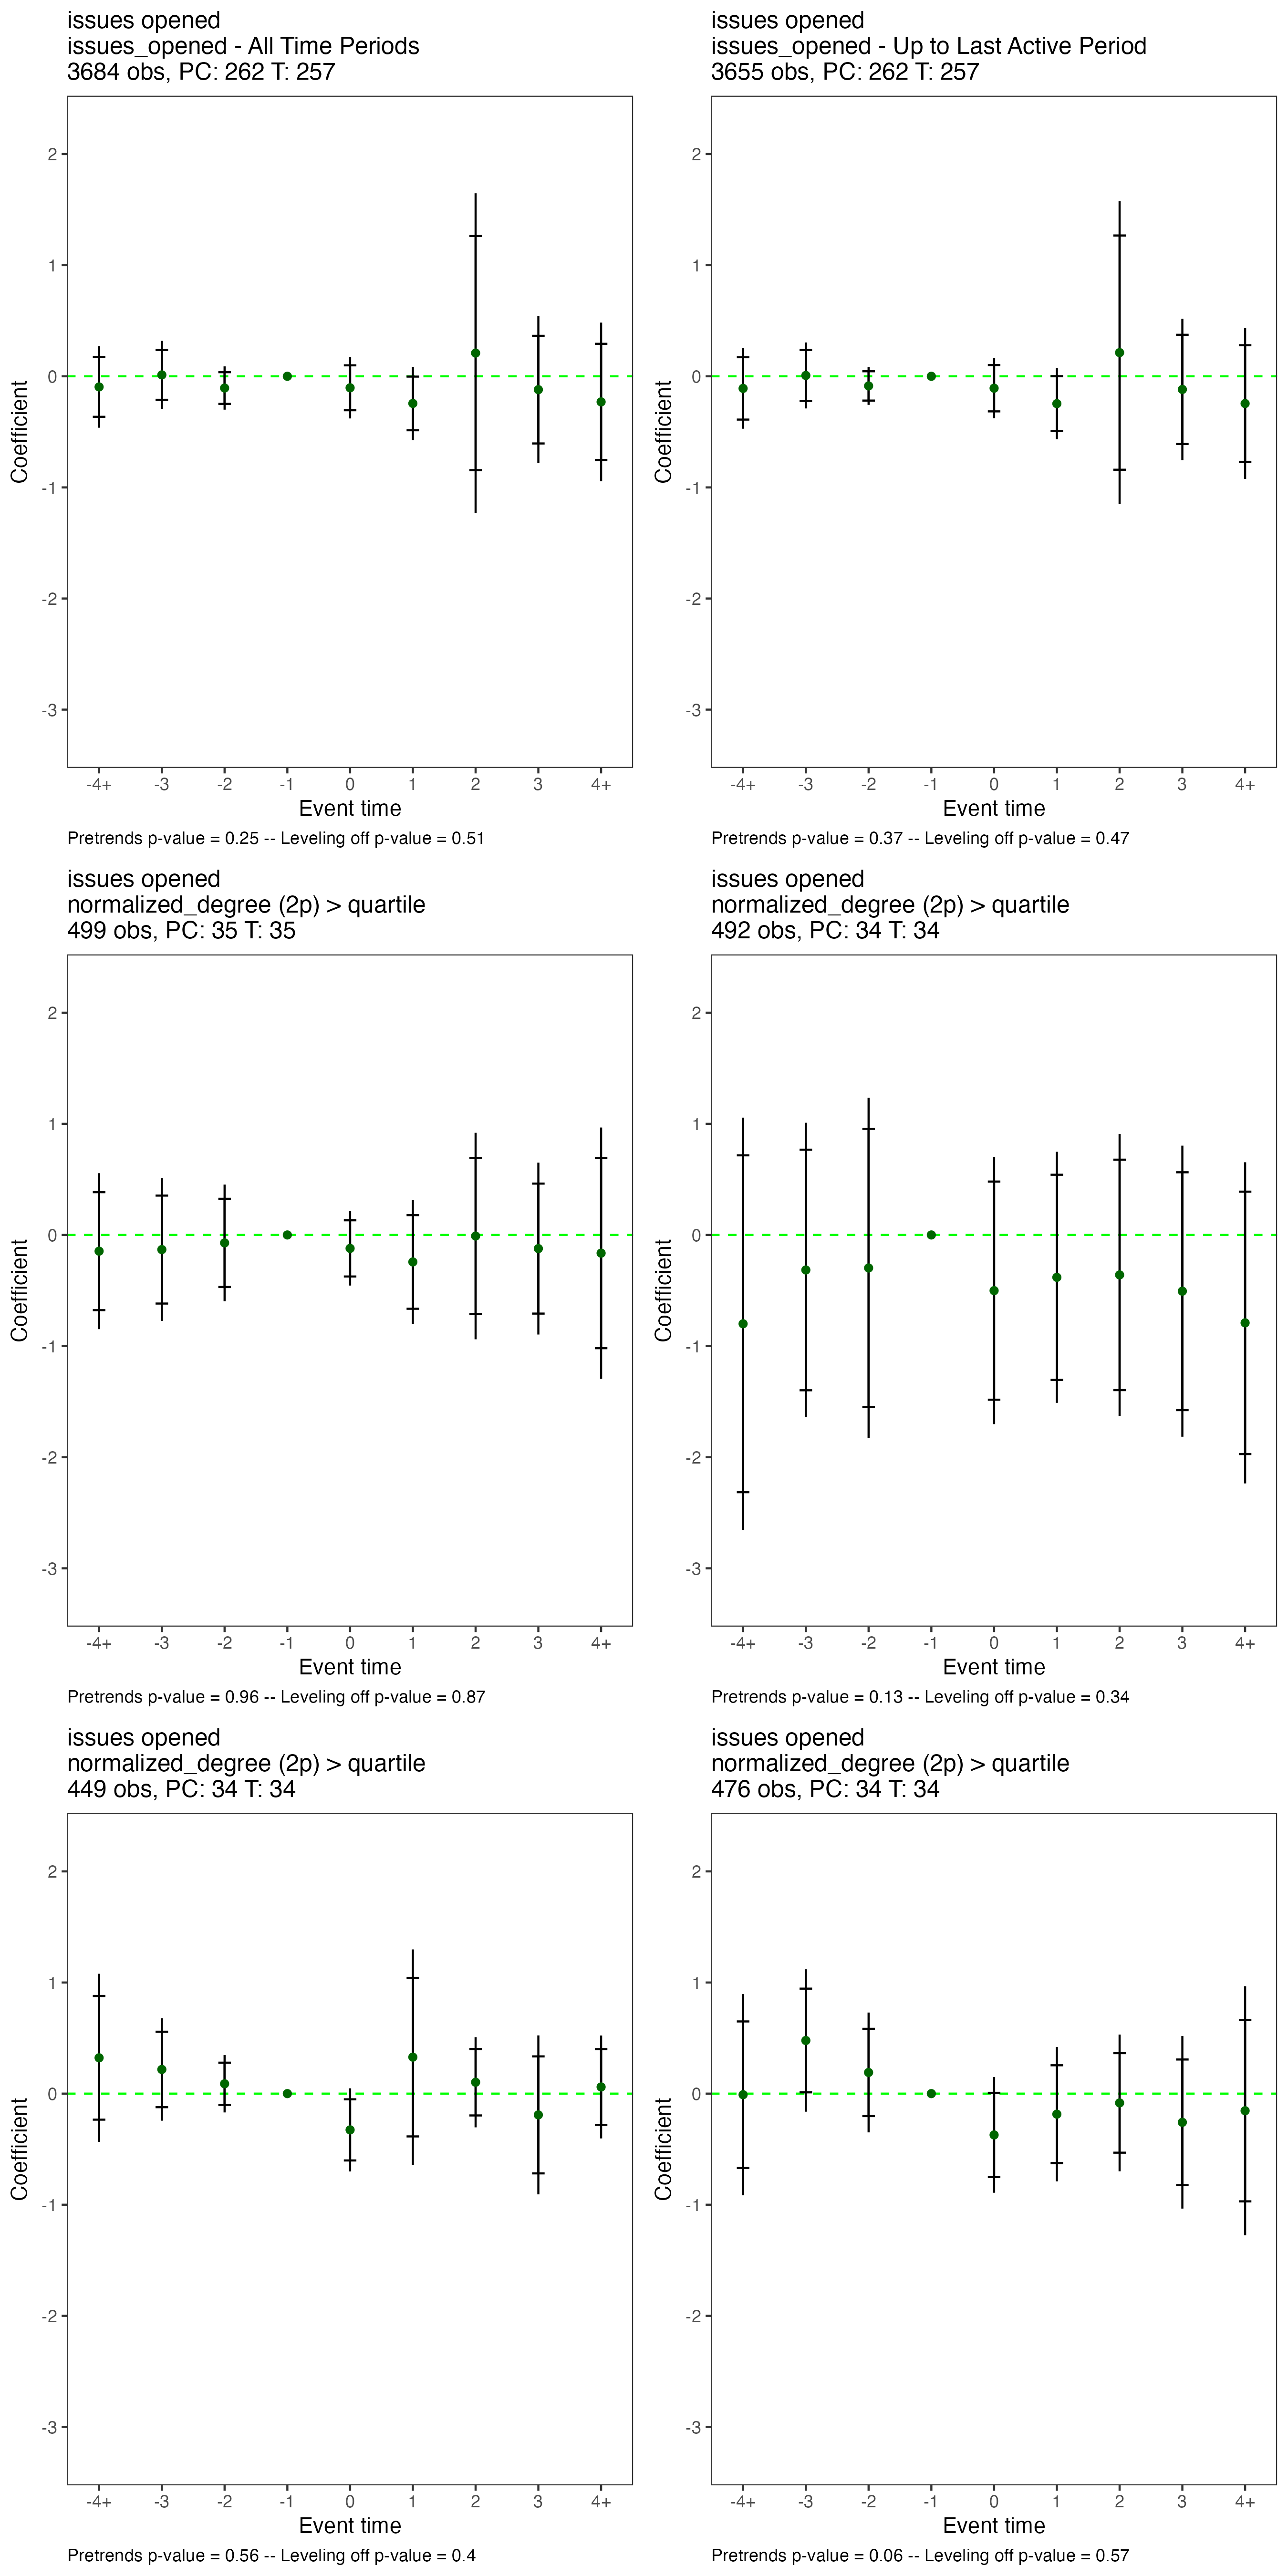 issues opened
issues_opened - All Time Periods
3684 obs, PC: 262 T: 257
2
1
0
-1
-2
-3
Coefficient
-4+ -3 -2 -1 0 1 2 3 4+
Event time
Pretrends p-value = 0.25 -- Leveling off p-value = 0.51
issues opened
issues_opened - Up to Last Active Period
3655 obs, PC: 262 T: 257
2
1
0
-1
-2
-3
Coefficient
-4+ -3 -2 -1 0 1 2 3 4+
Event time
Pretrends p-value = 0.37 -- Leveling off p-value = 0.47
issues opened
normalized_degree (2p) > quartile
499 obs, PC: 35 T: 35
2
1
0
-1
-2
-3
Coefficient
-4+ -3 -2 -1 0 1 2 3 4+
Event time
Pretrends p-value = 0.96 -- Leveling off p-value = 0.87
issues opened
normalized_degree (2p) > quartile
492 obs, PC: 34 T: 34
2
1
0
-1
-2
-3
Coefficient
-4+ -3 -2 -1 0 1 2 3 4+
Event time
Pretrends p-value = 0.13 -- Leveling off p-value = 0.34
issues opened
normalized_degree (2p) > quartile
449 obs, PC: 34 T: 34
2
1
0
-1
-2
-3
Coefficient
-4+ -3 -2 -1 0 1 2 3 4+
Event time
Pretrends p-value = 0.56 -- Leveling off p-value = 0.4
issues opened
normalized_degree (2p) > quartile
476 obs, PC: 34 T: 34
2
1
0
-1
-2
-3
Coefficient
-4+ -3 -2 -1 0 1 2 3 4+
Event time
Pretrends p-value = 0.06 -- Leveling off p-value = 0.57